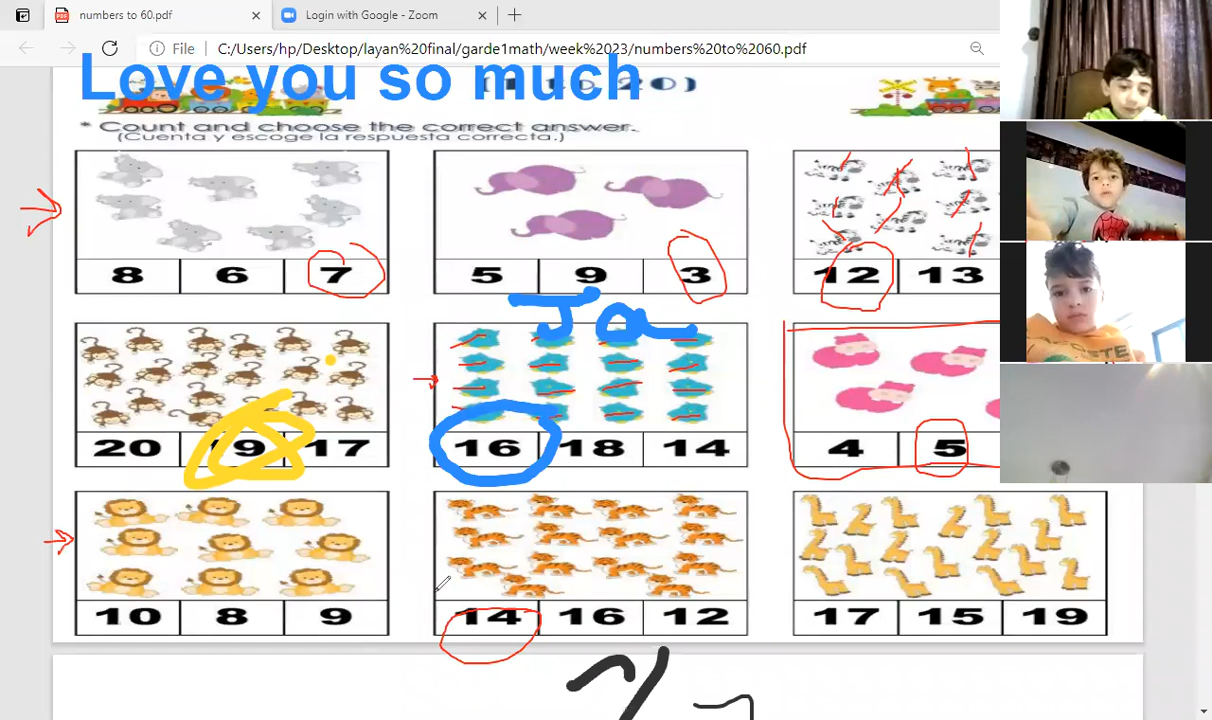 numbers to 60.pdf
Login with Google - Zoom
File C:/Users/hp/Desktop/layan%20final/garde1math/week%2023/numbers%20to%2060.pdf
Love you so much
* Count and choose the correct answer.
(Cuenta y escoge la respuesta correcta.)
8 6 7
5 9 3
12 13
Ja
20 19 17
16 18 14
4 5
10 8 9
14 16 12
17 15 19